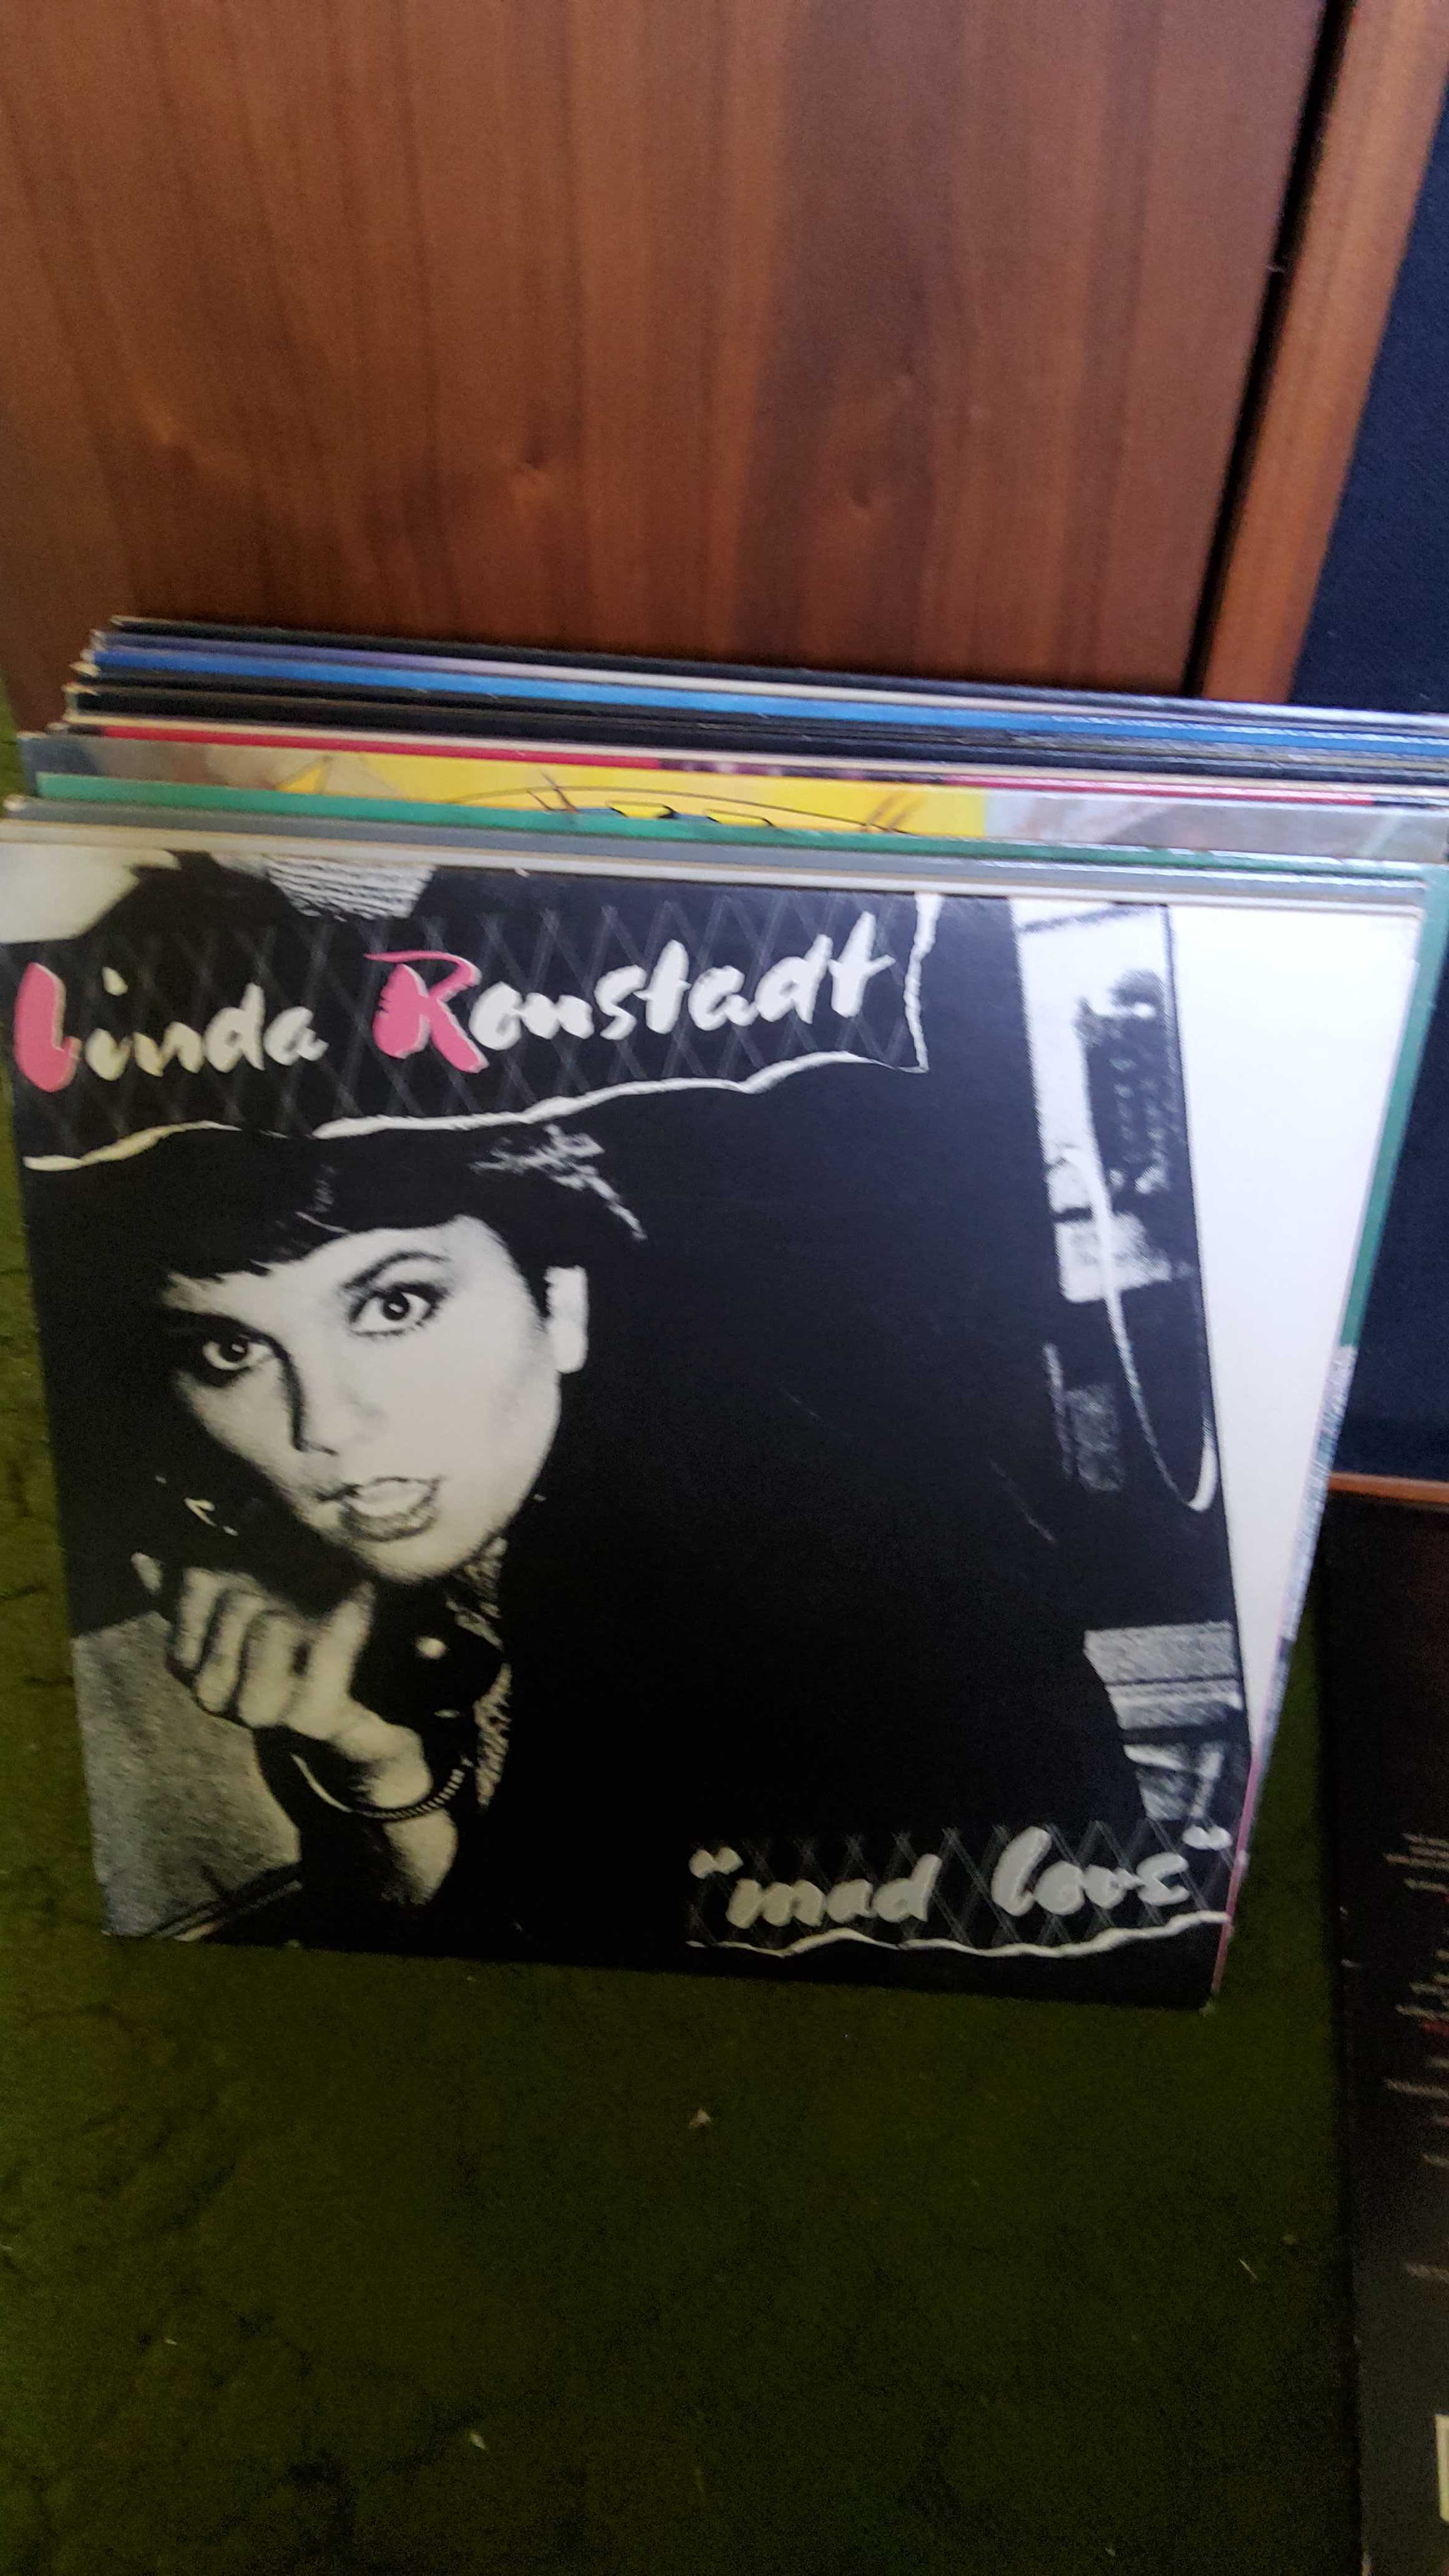 Linda Ronstadt
"mad love"